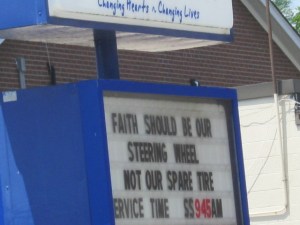 Changing Hearts ~ Changing Lives
FAITH SHOULD BE OUR
STEERING WHEEL
NOT OUR SPARE TIRE
ERVICE TIME SS 945AM